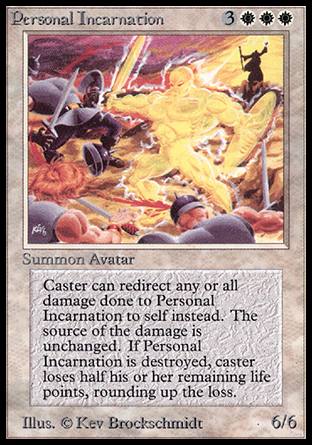 Personal Incarnation 3
KEV B
Summon Avatar
Caster can redirect any or all
damage done to Personal
Incarnation to self instead. The
source of the damage is
unchanged. If Personal
Incarnation is destroyed, caster
loses half his or her remaining life
points, rounding up the loss.
Illus. © Kev Brockschmidt 6/6